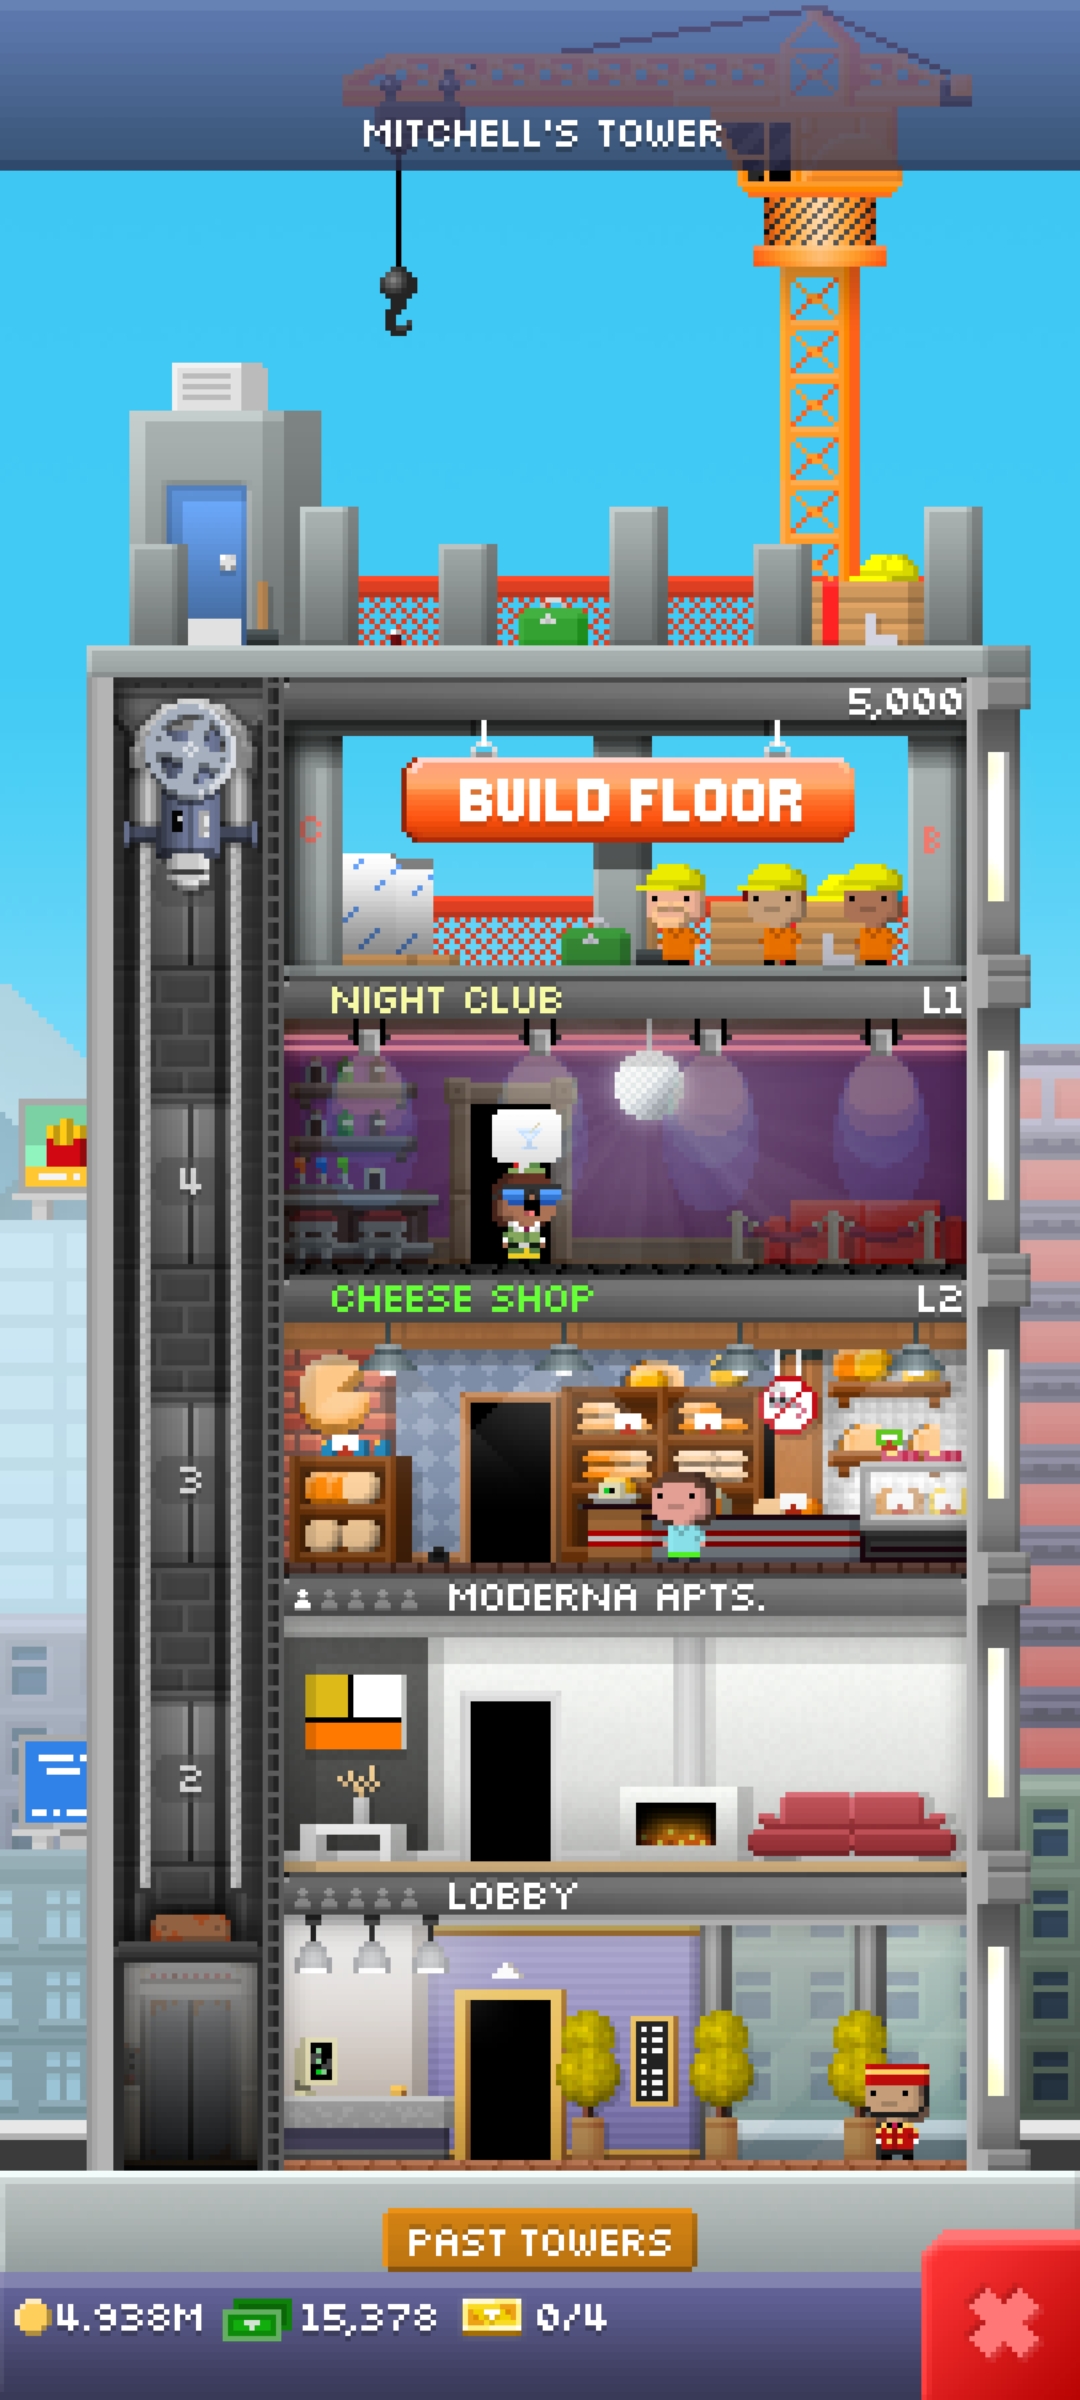 MITCHELL'S TOWER
5,000
BUILD FLOOR
C
B
NIGHT CLUB L1
4
CHEESE SHOP L2
3
MODERNA APTS.
2
LOBBY
PAST TOWERS
4.938M 15,378 0/4